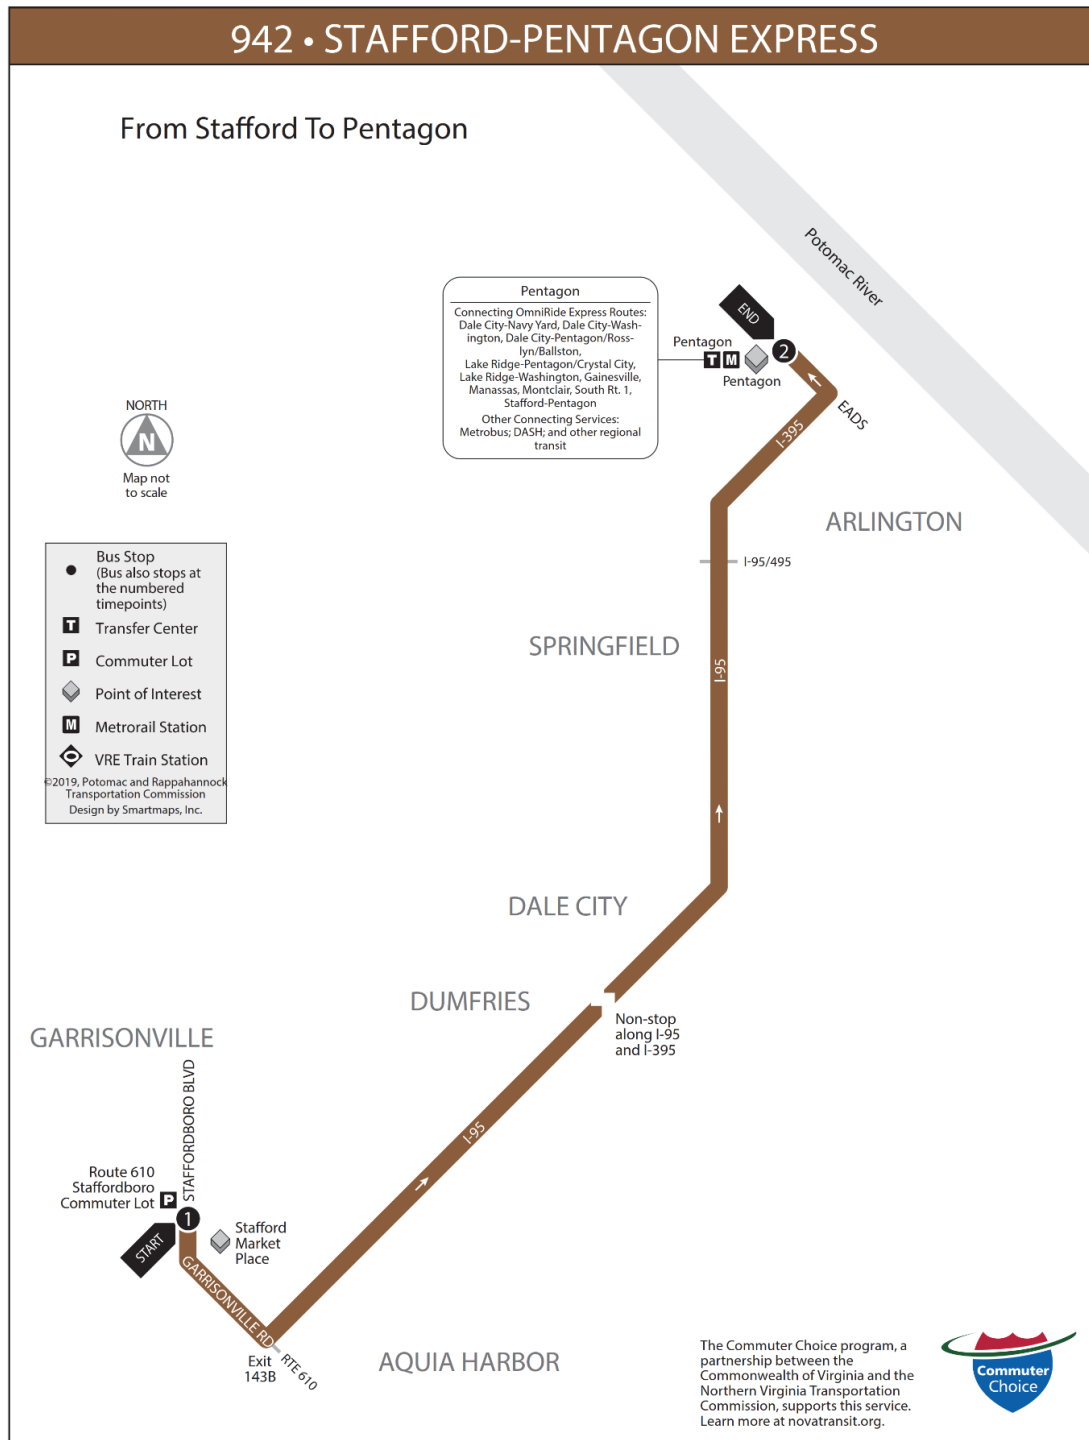 942 • STAFFORD-PENTAGON EXPRESS
From Stafford To Pentagon
Potomac River
Pentagon
Connecting OmniRide Express Routes:
Dale City-Navy Yard, Dale City-Wash-
ington, Dale City-Pentagon/Ross-
lyn/Ballston,
Lake Ridge-Pentagon/Crystal City,
Lake Ridge-Washington, Gainesville,
Manassas, Montclair, South Rt. 1,
Stafford-Pentagon
Other Connecting Services:
Metrobus; DASH; and other regional
transit
END
2
Pentagon
T M
Pentagon
EADS
I-395
NORTH
N
Map not
to scale
ARLINGTON
I-95/495
Bus Stop
(Bus also stops at
the numbered
timepoints)
T Transfer Center
P Commuter Lot
Point of Interest
M Metrorail Station
VRE Train Station
©2019, Potomac and Rappahannock
Transportation Commission
Design by Smartmaps, Inc.
SPRINGFIELD
I-95
DALE CITY
DUMFRIES
Non-stop
along I-95
and I-395
GARRISONVILLE
STAFFORDBORO BLVD
I-95
Route 610
Staffordboro
Commuter Lot P
1
START
Stafford
Market
Place
GARRISONVILLE RD
Exit
143B
RTE 610
AQUIA HARBOR
The Commuter Choice program, a
partnership between the
Commonwealth of Virginia and the
Northern Virginia Transportation
Commission, supports this service.
Learn more at novatransit.org.
Commuter
Choice